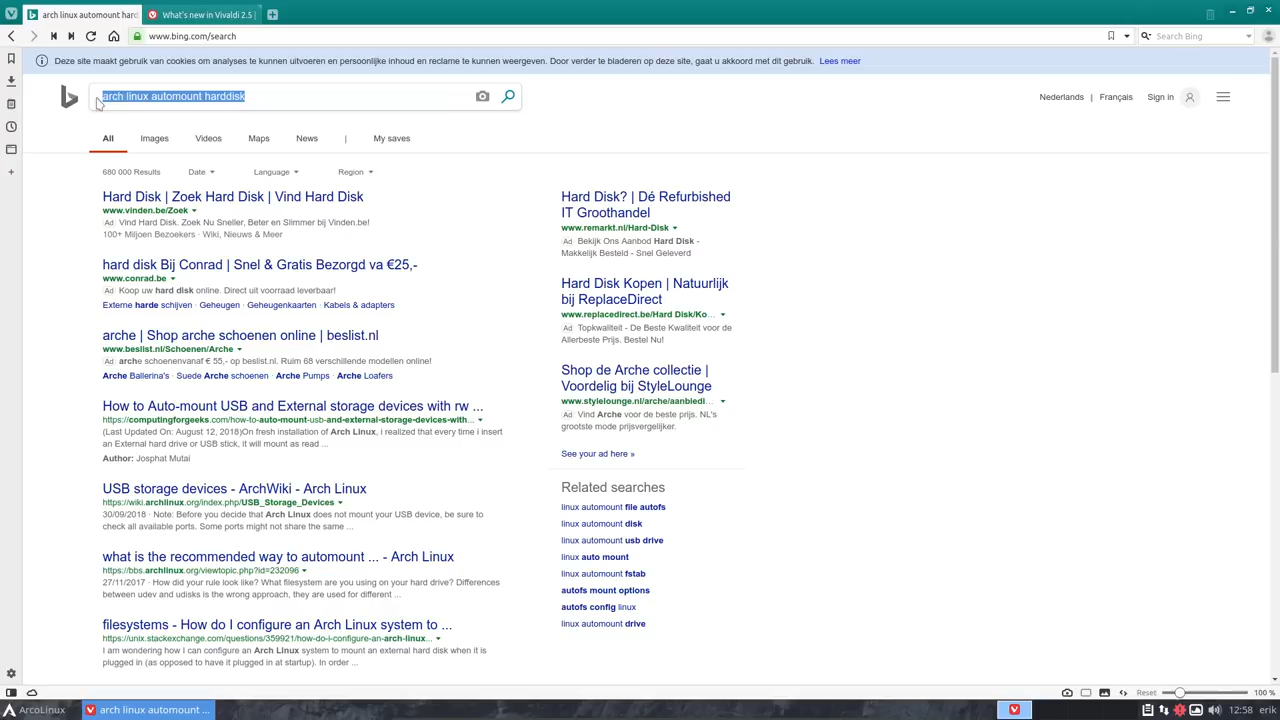 arch linux automount hard
What's new in Vivaldi 2.5 |
www.bing.com/search
Search Bing
Deze site maakt gebruik van cookies om analyses te kunnen uitvoeren en persoonlijke inhoud en reclame te kunnen weergeven. Door verder te bladeren op deze site, gaat u akkoord met dit gebruik. Lees meer
arch linux automount harddisk
Nederlands | Français Sign in
All Images Videos Maps News | My saves
680 000 Results Date Language Region
Hard Disk | Zoek Hard Disk | Vind Hard Disk
www.vinden.be/Zoek
Ad Vind Hard Disk. Zoek Nu Sneller, Beter en Slimmer bij Vinden.be!
100+ Miljoen Bezoekers · Wiki, Nieuws & Meer
hard disk Bij Conrad | Snel & Gratis Bezorgd va €25,-
www.conrad.be
Ad Koop uw hard disk online. Direct uit voorraad leverbaar!
Externe harde schijven · Geheugen · Geheugenkaarten · Kabels & adapters
arche | Shop arche schoenen online | beslist.nl
www.beslist.nl/Schoenen/Arche
Ad arche schoenenvanaf € 55,- op beslist.nl. Ruim 68 verschillende modellen online!
Arche Ballerina's · Suede Arche schoenen · Arche Pumps · Arche Loafers
How to Auto-mount USB and External storage devices with rw ...
https://computingforgeeks.com/how-to-auto-mount-usb-and-external-storage-devices-with...
(Last Updated On: August 12, 2018)On fresh installation of Arch Linux, i realized that every time i insert
an External hard drive or USB stick, it will mount as read ...
Author: Josphat Mutai
USB storage devices - ArchWiki - Arch Linux
https://wiki.archlinux.org/index.php/USB_Storage_Devices
30/09/2018 · Note: Before you decide that Arch Linux does not mount your USB device, be sure to
check all available ports. Some ports might not share the same ...
what is the recommended way to automount ... - Arch Linux
https://bbs.archlinux.org/viewtopic.php?id=232096
27/11/2017 · How did your rule look like? What filesystem are you using on your hard drive? Differences
between udev and udisks is the wrong approach, they are used for different ...
filesystems - How do I configure an Arch Linux system to ...
https://unix.stackexchange.com/questions/359921/how-do-i-configure-an-arch-linux...
I am wondering how I can configure an Arch Linux system to mount an external hard disk when it is
plugged in (as opposed to have it plugged in at startup). In order ...
Hard Disk? | Dé Refurbished
IT Groothandel
www.remarkt.nl/Hard-Disk
Ad Bekijk Ons Aanbod Hard Disk -
Makkelijk Besteld - Snel Geleverd
Hard Disk Kopen | Natuurlijk
bij ReplaceDirect
www.replacedirect.be/Hard Disk/Ko...
Ad Topkwaliteit - De Beste Kwaliteit voor de
Allerbeste Prijs. Bestel Nu!
Shop de Arche collectie |
Voordelig bij StyleLounge
www.stylelounge.nl/arche/aanbiedi...
Ad Vind Arche voor de beste prijs. NL's
grootste mode prijsvergelijker.
See your ad here »
Related searches
linux automount file autofs
linux automount disk
linux automount usb drive
linux auto mount
linux automount fstab
autofs mount options
autofs config linux
linux automount drive
Reset 100 %
ArcoLinux
arch linux automount ...
12:58 erik